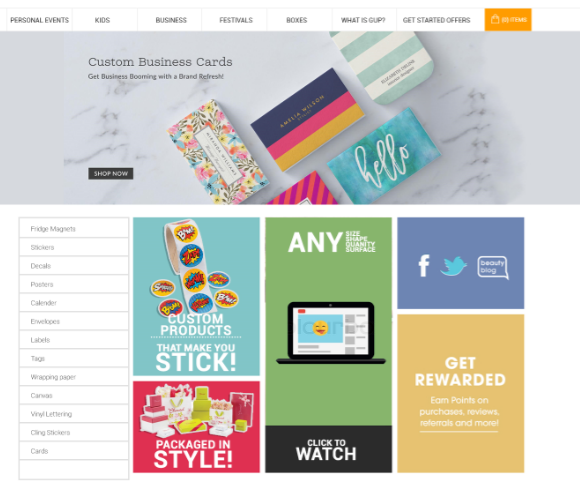 PERSONAL EVENTS
KIDS
BUSINESS
FESTIVALS
BOXES
WHAT IS GUP?
GET STARTED OFFERS
(0) ITEMS
Custom Business Cards
Get Business Booming with a Brand Refresh!
SHOP NOW
AMELIA WILSON
hello
Fridge Magnets
Stickers
Decals
Posters
Calender
Envelopes
Labels
Tags
Wrapping paper
Canvas
Vinyl Lettering
Cling Stickers
Cards
CUSTOM
PRODUCTS
THAT MAKE YOU
STICK!
PACKAGED IN
STYLE!
ANY
SIZE
SHAPE
QUANITY
SURFACE
CLICK TO
WATCH
f
beauty
blog
GET
REWARDED
Earn Points on
purchases, reviews,
referrals and more!